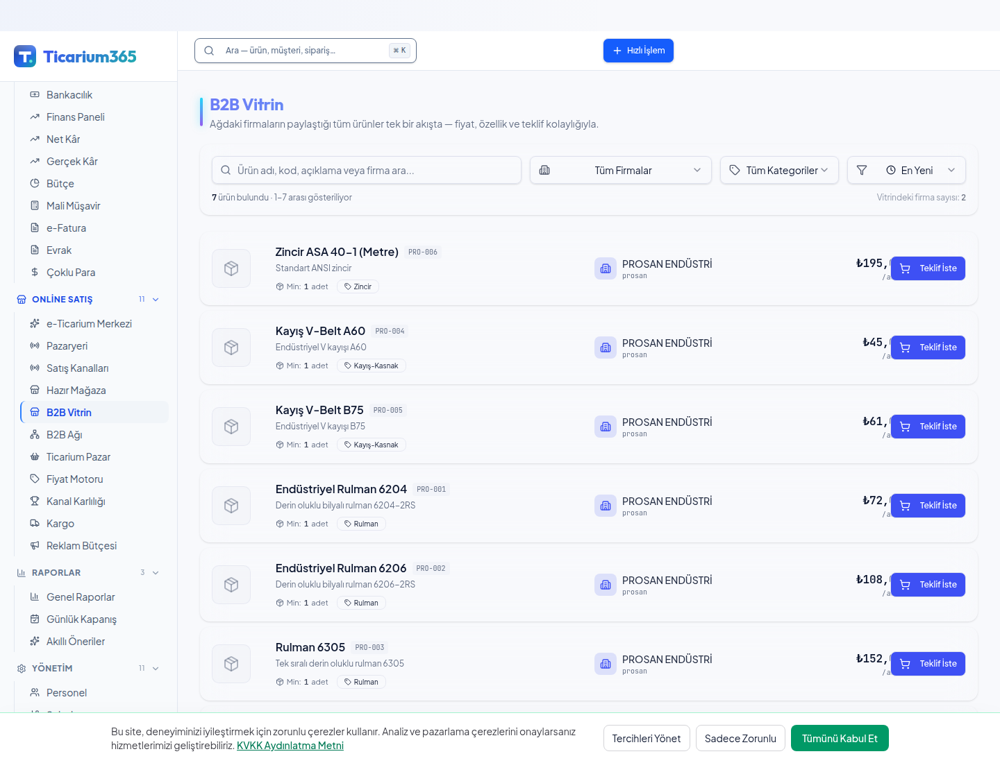 Ticarium365
Ara — ürün, müşteri, sipariş…
⌘ K
Hızlı İşlem
Bankacılık
Finans Paneli
Net Kâr
Gerçek Kâr
Bütçe
Mali Müşavir
e-Fatura
Evrak
Çoklu Para
ONLİNE SATIŞ 11
e-Ticarium Merkezi
Pazaryeri
Satış Kanalları
Hazır Mağaza
B2B Vitrin
B2B Ağı
Ticarium Pazar
Fiyat Motoru
Kanal Karlılığı
Kargo
Reklam Bütçesi
RAPORLAR 3
Genel Raporlar
Günlük Kapanış
Akıllı Öneriler
YÖNETİM 11
Personel
B2B Vitrin
Ağdaki firmaların paylaştığı tüm ürünler tek bir akışta — fiyat, özellik ve teklif kolaylığıyla.
Ürün adı, kod, açıklama veya firma ara...
Tüm Firmalar
Tüm Kategoriler
En Yeni
7 ürün bulundu · 1–7 arası gösteriliyor
Vitrindeki firma sayısı: 2
Zincir ASA 40-1 (Metre) PRO-006
Standart ANSI zincir
Min: 1 adet Zincir
PROSAN ENDÜSTRİ
prosan
₺195,
/a
Teklif İste
Kayış V-Belt A60 PRO-004
Endüstriyel V kayışı A60
Min: 1 adet Kayış-Kasnak
PROSAN ENDÜSTRİ
prosan
₺45,
/a
Teklif İste
Kayış V-Belt B75 PRO-005
Endüstriyel V kayışı B75
Min: 1 adet Kayış-Kasnak
PROSAN ENDÜSTRİ
prosan
₺61,
/a
Teklif İste
Endüstriyel Rulman 6204 PRO-001
Derin oluklu bilyalı rulman 6204-2RS
Min: 1 adet Rulman
PROSAN ENDÜSTRİ
prosan
₺72,
/a
Teklif İste
Endüstriyel Rulman 6206 PRO-002
Derin oluklu bilyalı rulman 6206-2RS
Min: 1 adet Rulman
PROSAN ENDÜSTRİ
prosan
₺108,
/a
Teklif İste
Rulman 6305 PRO-003
Tek sıralı derin oluklu rulman 6305
Min: 1 adet Rulman
PROSAN ENDÜSTRİ
prosan
₺152,
/a
Teklif İste
Bu site, deneyiminizi iyileştirmek için zorunlu çerezler kullanır. Analiz ve pazarlama çerezlerini onaylarsanız
hizmetlerimizi geliştirebiliriz. KVKK Aydınlatma Metni
Tercihleri Yönet
Sadece Zorunlu
Tümünü Kabul Et